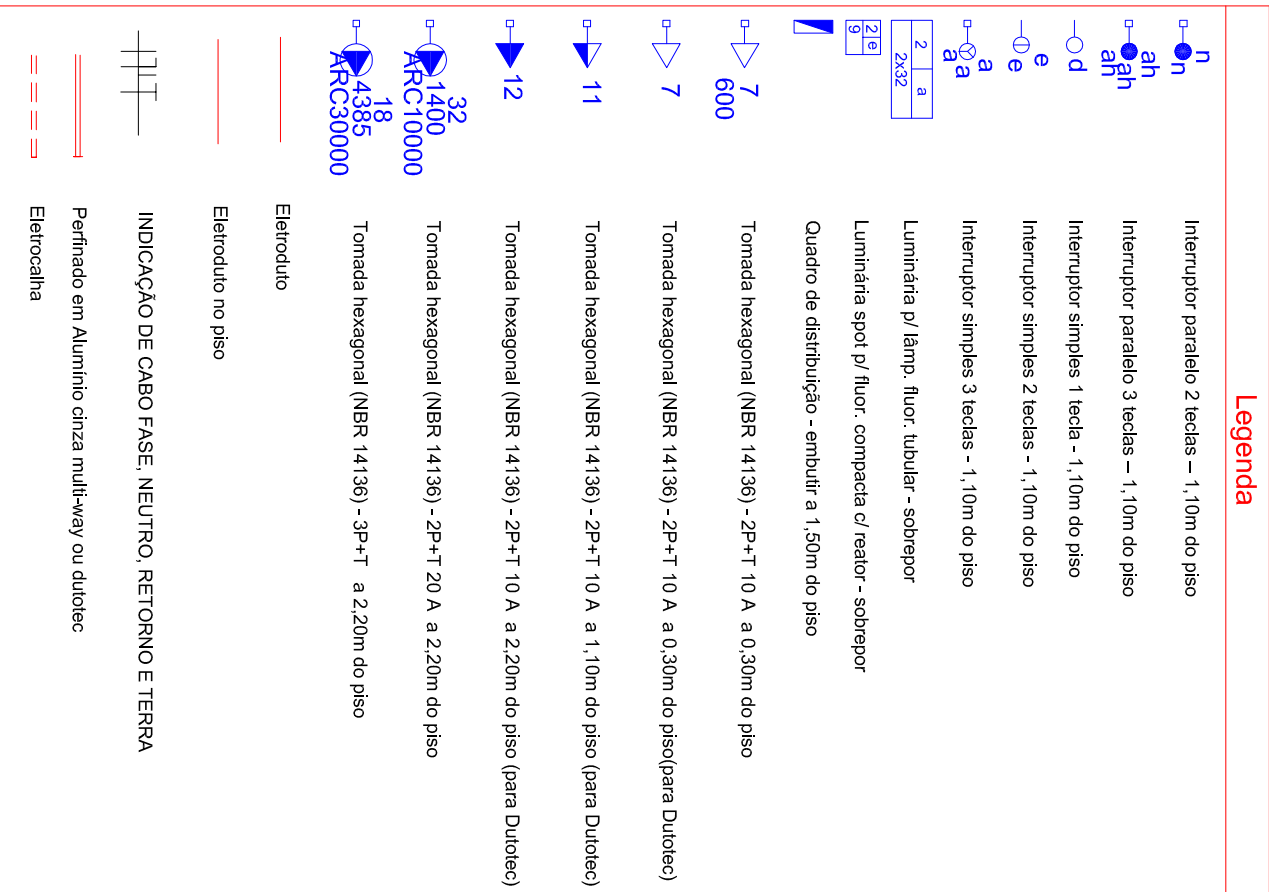 Legenda
n
n
Interruptor paralelo 2 teclas – 1,10m do piso
ah
ah
ah
Interruptor paralelo 3 teclas – 1,10m do piso
d
Interruptor simples 1 tecla - 1,10m do piso
e
e
Interruptor simples 2 teclas - 1,10m do piso
a
a
a
Interruptor simples 3 teclas - 1,10m do piso
2 a
2x32
Luminária p/ lâmp. fluor. tubular - sobrepor
2 e
9
Luminária spot p/ fluor. compacta c/ reator - sobrepor
Quadro de distribuição - embutir a 1,50m do piso
7
600
Tomada hexagonal (NBR 14136) - 2P+T 10 A a 0,30m do piso
7
Tomada hexagonal (NBR 14136) - 2P+T 10 A a 0,30m do piso(para Dutotec)
11
Tomada hexagonal (NBR 14136) - 2P+T 10 A a 1,10m do piso (para Dutotec)
12
Tomada hexagonal (NBR 14136) - 2P+T 10 A a 2,20m do piso (para Dutotec)
32
1400
ARC10000
Tomada hexagonal (NBR 14136) - 2P+T 20 A a 2,20m do piso
18
4385
ARC30000
Tomada hexagonal (NBR 14136) - 3P+T a 2,20m do piso
Eletroduto
Eletroduto no piso
INDICAÇÃO DE CABO FASE, NEUTRO, RETORNO E TERRA
Perfinado em Alumínio cinza multi-way ou dutotec
Eletrocalha